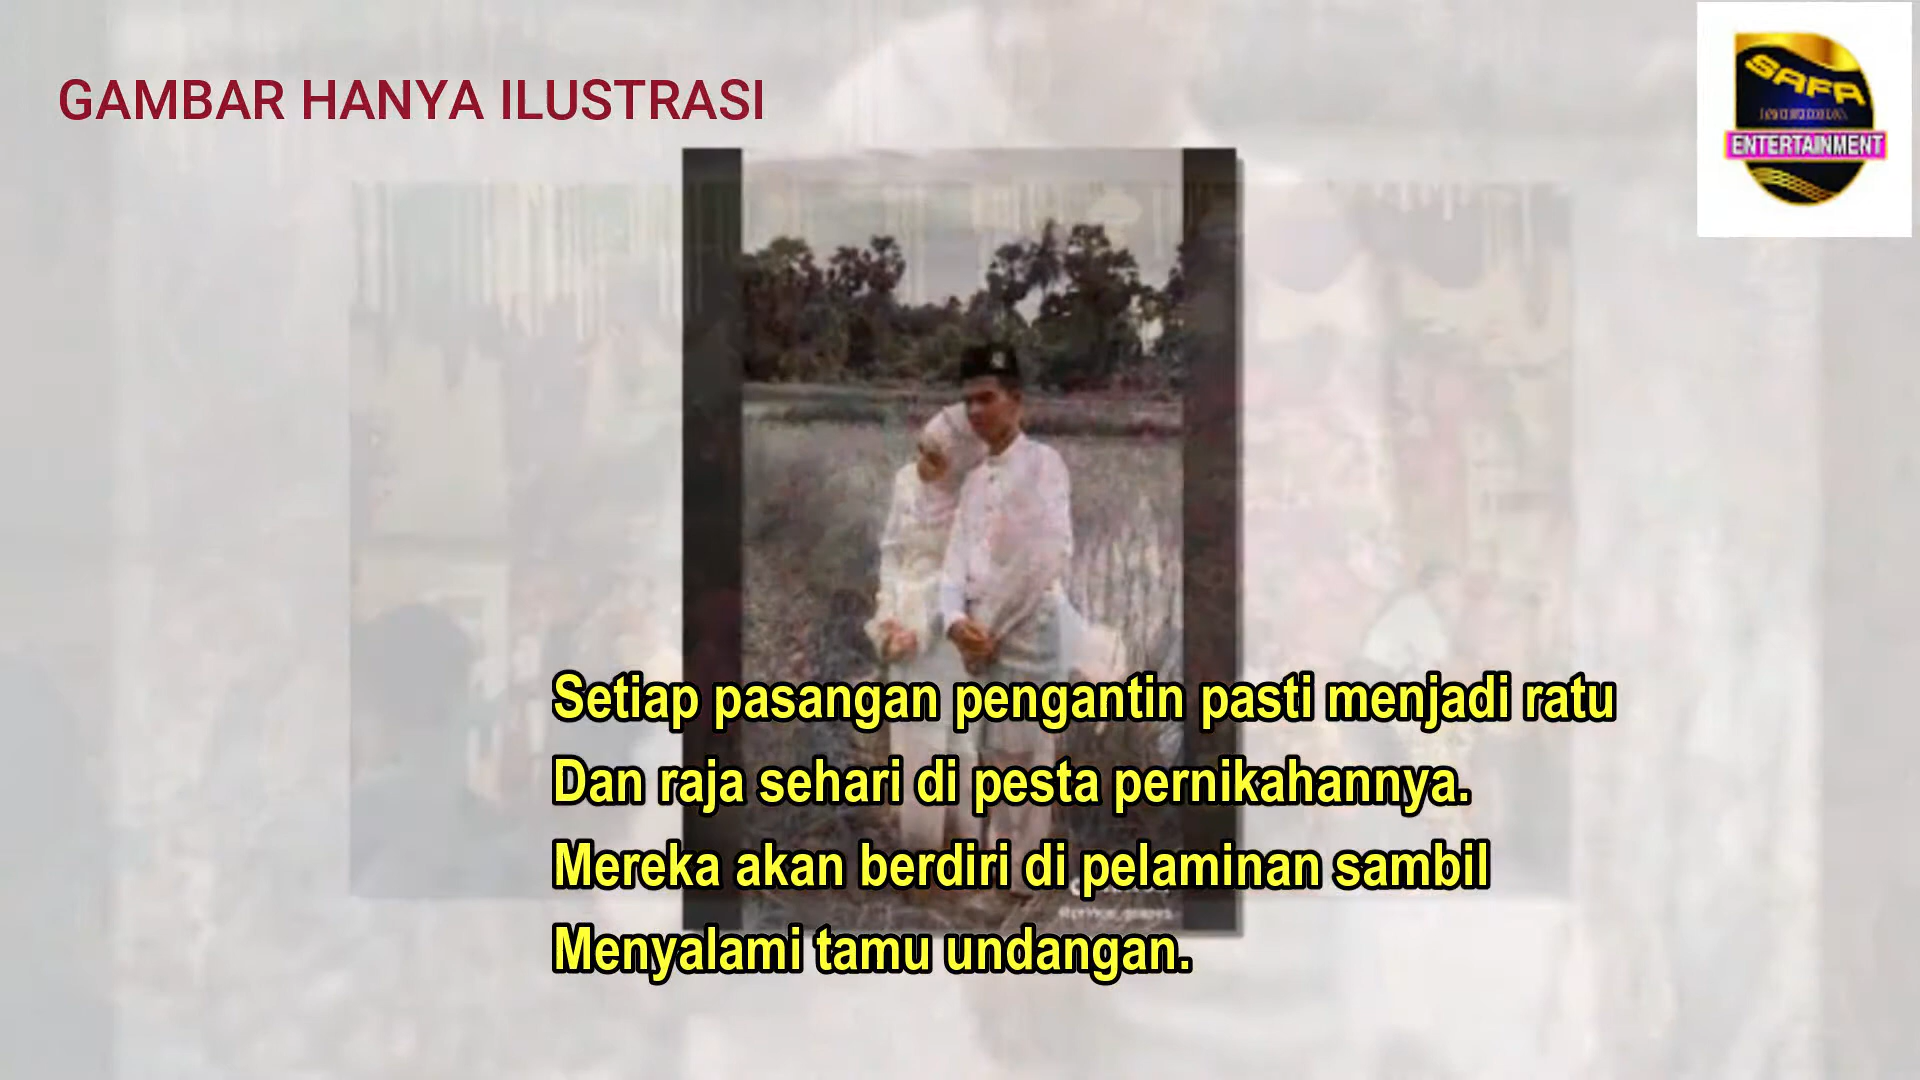 GAMBAR HANYA ILUSTRASI
SAFA
ENTERTAINMENT
Setiap pasangan pengantin pasti menjadi ratu
Dan raja sehari di pesta pernikahannya.
Mereka akan berdiri di pelaminan sambil
Menyalami tamu undangan.